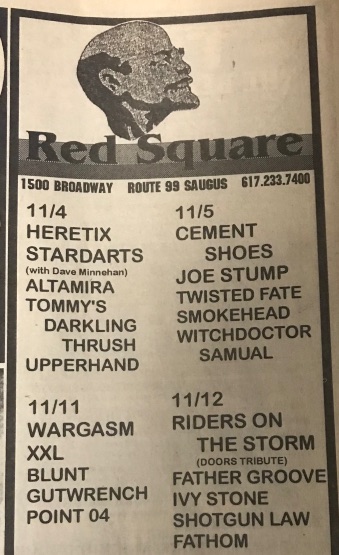 Red Square
1500 BROADWAY ROUTE 99 SAUGUS 617.233.7400
11/4
HERETIX
STARDARTS
(with Dave Minnehan)
ALTAMIRA
TOMMY'S
DARKLING
THRUSH
UPPERHAND
11/5
CEMENT
SHOES
JOE STUMP
TWISTED FATE
SMOKEHEAD
WITCHDOCTOR
SAMUAL
11/11
WARGASM
XXL
BLUNT
GUTWRENCH
POINT 04
11/12
RIDERS ON
THE STORM
(DOORS TRIBUTE)
FATHER GROOVE
IVY STONE
SHOTGUN LAW
FATHOM